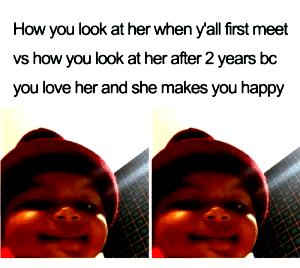 How you look at her when y'all first meet
vs how you look at her after 2 years bc
you love her and she makes you happy